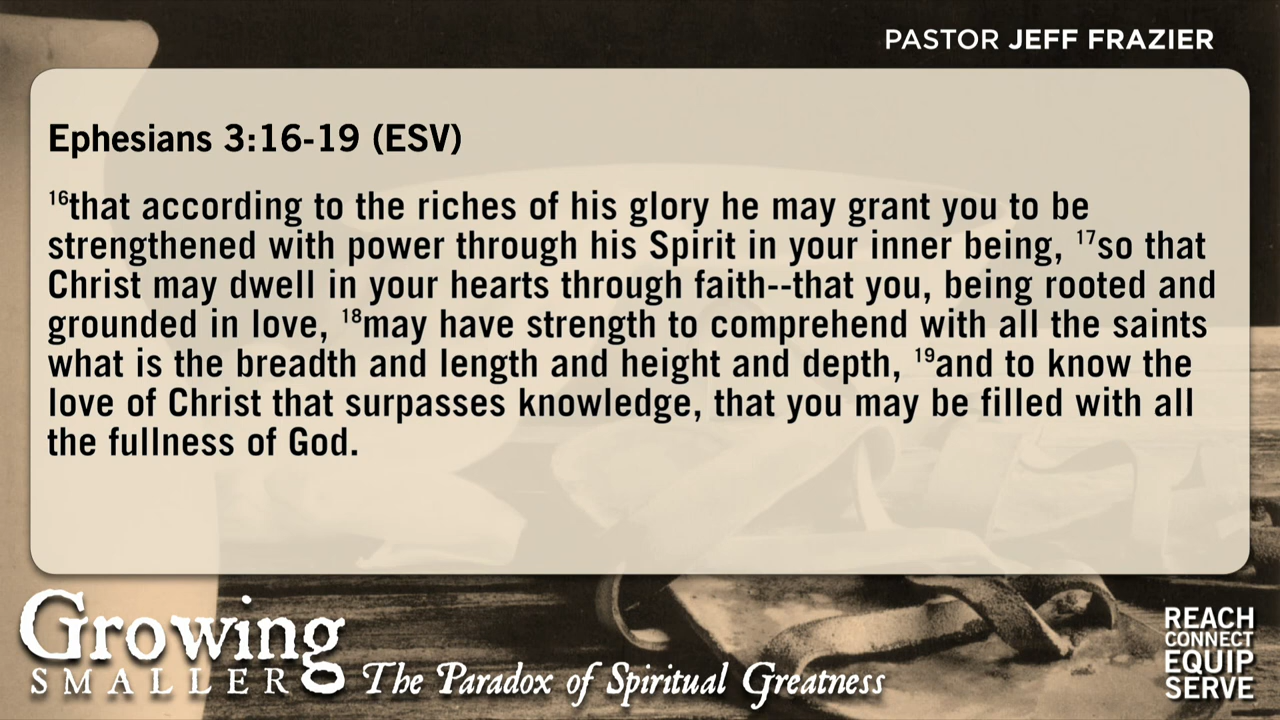 PASTOR JEFF FRAZIER
Ephesians 3:16-19 (ESV)
16that according to the riches of his glory he may grant you to be
strengthened with power through his Spirit in your inner being, 17so that
Christ may dwell in your hearts through faith--that you, being rooted and
grounded in love, 18may have strength to comprehend with all the saints
what is the breadth and length and height and depth, 19and to know the
love of Christ that surpasses knowledge, that you may be filled with all
the fullness of God.
Growing
SMALLER
The Paradox of Spiritual Greatness
REACH
CONNECT
EQUIP
SERVE